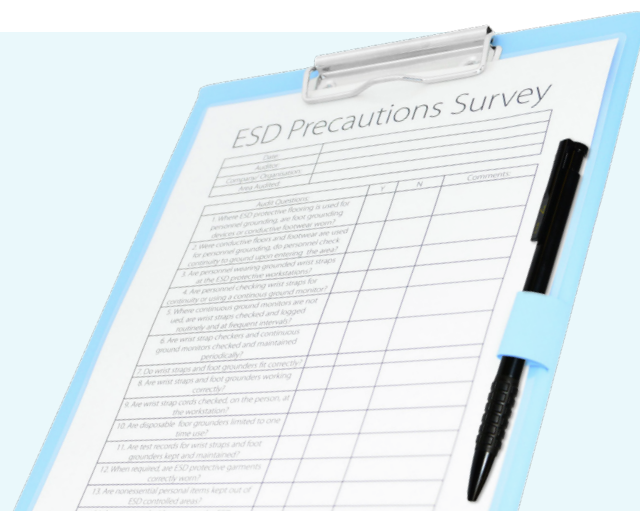 ESD Precautions Survey
Date:
Auditor:
Company/Organisation:
Area Audited:
Audit Questions: Y N Comments:
1. Where ESD protective flooring is used for
personnel grounding, are foot grounding
devices or conductive footwear worn?
2. Were conductive floors and footwear are used
for personnel grounding, do personnel check
continuity to ground upon entering the area?
3. Are personnel wearing grounded wrist straps
at the ESD protective workstations?
4. Are personnel checking wrist straps for
continuity or using a continous ground monitor?
5. Where continuous ground monitors are not
ued, are wrist straps checked and logged
routinely and at frequent intervals?
6. Are wrist strap checkers and continuous
ground monitors checked and maintained
periodically?
7. Do wrist straps and foot grounders fit correctly?
8. Are wrist straps and foot grounders working
correctly?
9. Are wrist strap cords checked, on the person, at
the workstation?
10. Are disposable foot grounders limited to one
time use?
11. Are test records for wrist straps and foot
grounders kept and maintained?
12. When required, are ESD protective garments
correctly worn?
13. Are nonessential personal items kept out of
ESD controlled areas?